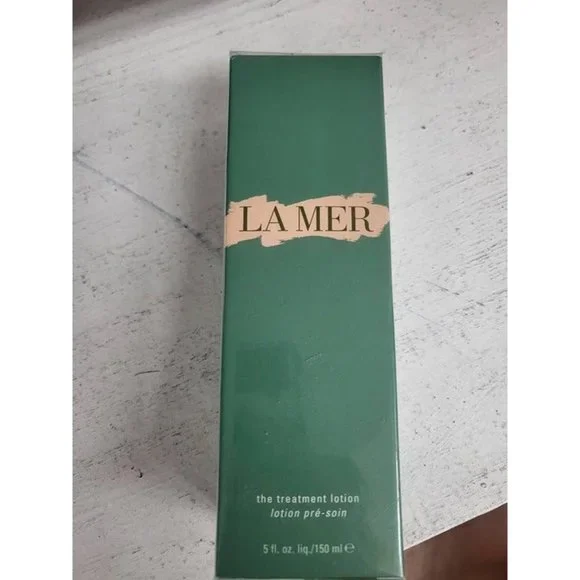 LA MER
the treatment lotion
lotion pré-soin
5 fl. oz. liq./150 ml ℮